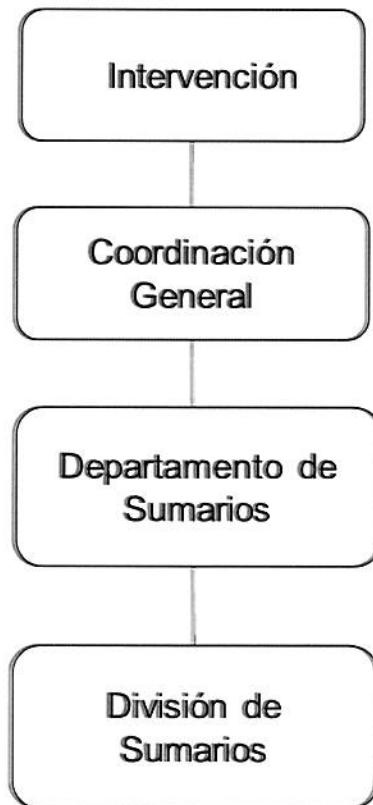 Intervención
Coordinación
General
Departamento de
Sumarios
División de
Sumarios